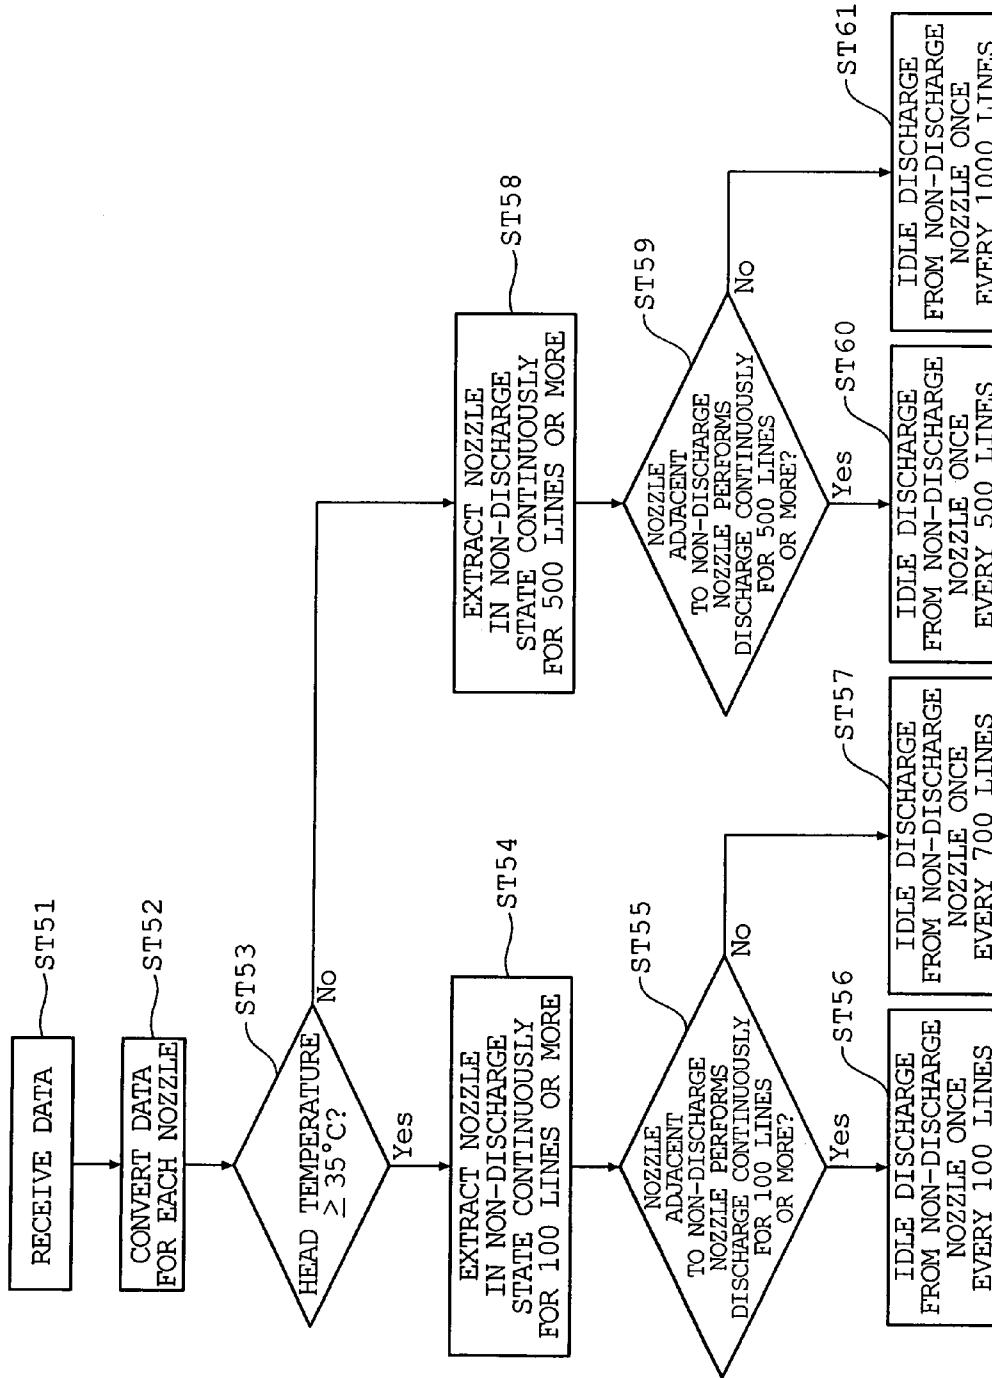 RECEIVE DATA
ST51
CONVERT DATA
FOR EACH NOZZLE
ST52
HEAD TEMPERATURE
≥ 35°C?
ST53
Yes
No
EXTRACT NOZZLE
IN NON-DISCHARGE
STATE CONTINUOUSLY
FOR 100 LINES OR MORE
ST54
NOZZLE
ADJACENT
TO NON-DISCHARGE
NOZZLE PERFORMS
DISCHARGE CONTINUOUSLY
FOR 100 LINES
OR MORE?
ST55
Yes
No
IDLE DISCHARGE
FROM NON-DISCHARGE
NOZZLE ONCE
EVERY 100 LINES
ST56
IDLE DISCHARGE
FROM NON-DISCHARGE
NOZZLE ONCE
EVERY 700 LINES
ST57
EXTRACT NOZZLE
IN NON-DISCHARGE
STATE CONTINUOUSLY
FOR 500 LINES OR MORE
ST58
NOZZLE
ADJACENT
TO NON-DISCHARGE
NOZZLE PERFORMS
DISCHARGE CONTINUOUSLY
FOR 500 LINES
OR MORE?
ST59
Yes
No
IDLE DISCHARGE
FROM NON-DISCHARGE
NOZZLE ONCE
EVERY 500 LINES
ST60
IDLE DISCHARGE
FROM NON-DISCHARGE
NOZZLE ONCE
EVERY 1000 LINES
ST61